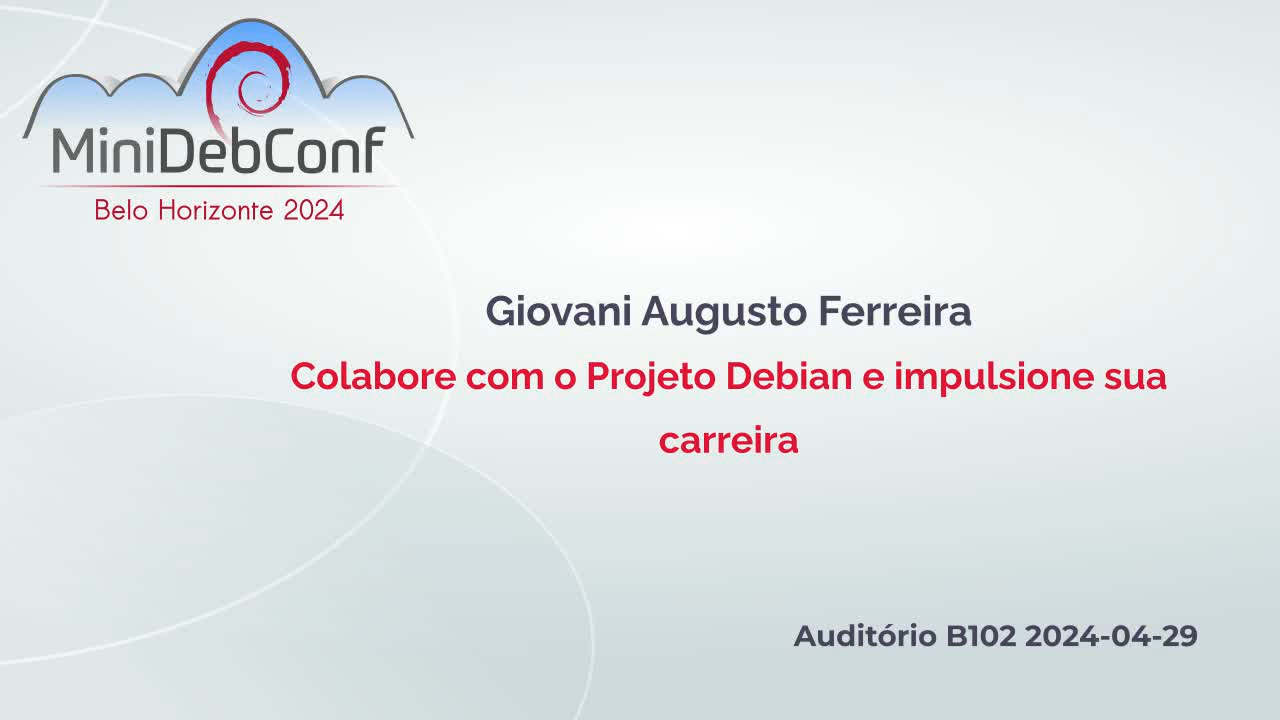 MiniDebConf
Belo Horizonte 2024
Giovani Augusto Ferreira
Colabore com o Projeto Debian e impulsione sua
carreira
Auditório B102 2024-04-29